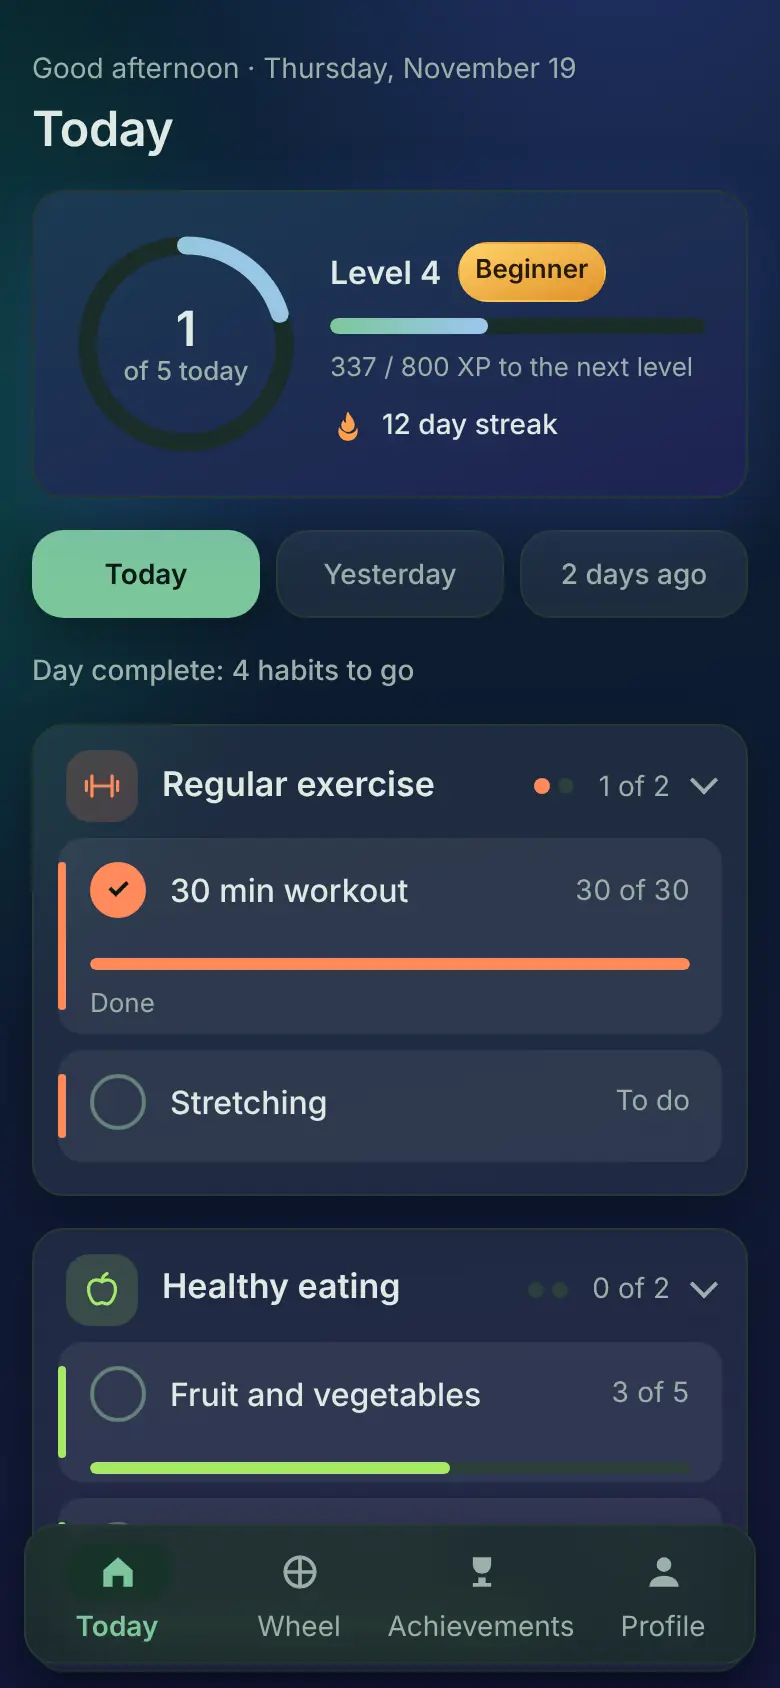 Good afternoon · Thursday, November 19
Today
1
of 5 today
Level 4 Beginner
337 / 800 XP to the next level
12 day streak
Today Yesterday 2 days ago
Day complete: 4 habits to go
Regular exercise 1 of 2
30 min workout 30 of 30
Done
Stretching To do
Healthy eating 0 of 2
Fruit and vegetables 3 of 5
Today Wheel Achievements Profile